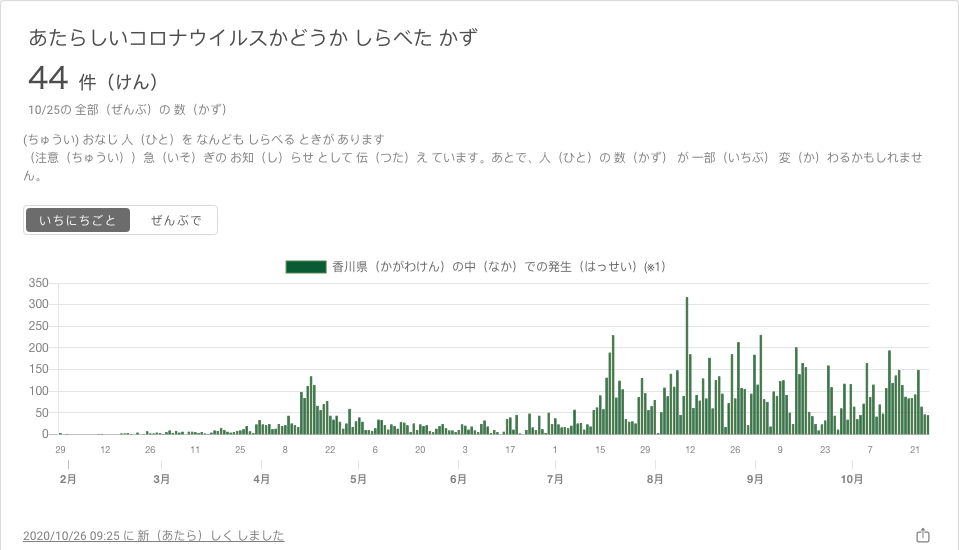 あたらしいコロナウイルスかどうか しらべた かず
44 件（けん）
10/25の 全部（ぜんぶ）の 数（かず）
(ちゅうい) おなじ 人（ひと）を なんども しらべる ときが あります
（注意（ちゅうい））急（いそ）ぎの お知（し）らせ として 伝（つた）え ています。あとで、人（ひと）の 数（かず） が 一部（いちぶ） 変（か）わるかもしれませ
ん。
いちにちごと ぜんぶで
香川県（かがわけん）の中（なか）での発生（はっせい）(※1)
350
300
250
200
150
100
50
0
29 12 26 11 25 8 22 6 20 3 17 1 15 29 12 26 9 23 7 21
2月 3月 4月 5月 6月 7月 8月 9月 10月
2020/10/26 09:25 に 新（あたら）しく しました